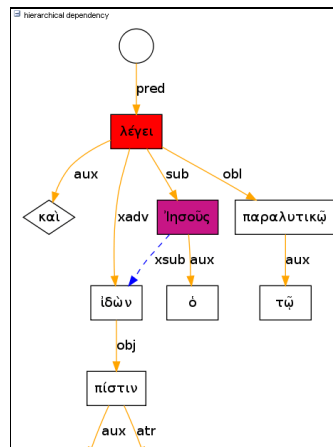 hierarchical dependency
pred
λέγει
aux
sub
obl
καὶ
xadv
Ἰησοῦς
παραλυτικῷ
xsub
aux
aux
ἰδὼν
ὁ
τῷ
obj
πίστιν
aux
atr